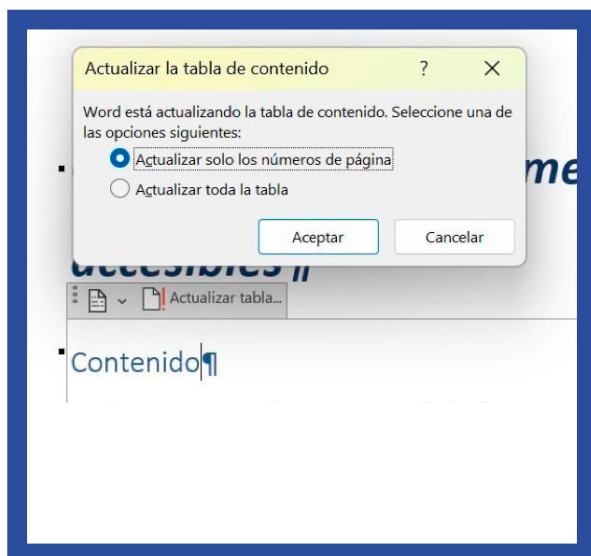 Actualizar la tabla de contenido ? X
Word está actualizando la tabla de contenido. Seleccione una de
las opciones siguientes:
Actualizar solo los números de página
Actualizar toda la tabla
me
Aceptar Cancelar
accesibles ¶
Actualizar tabla...
Contenido¶